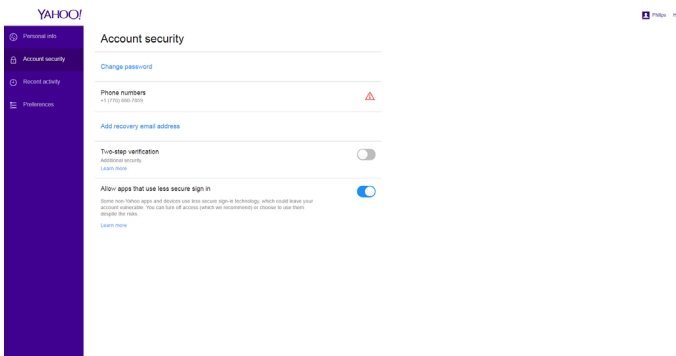 YAHOO!
Philips H
Personal info
Account security
Recent activity
Preferences
Account security
Change password
Phone numbers
Add recovery email address
Two-step verification
Additional security.
Learn more
Allow apps that use less secure sign in
Some non-Yahoo apps and devices use less secure sign-in technology, which could leave your
account vulnerable. You can turn off access (which we recommend) or choose to use them
despite the risks.
Learn more